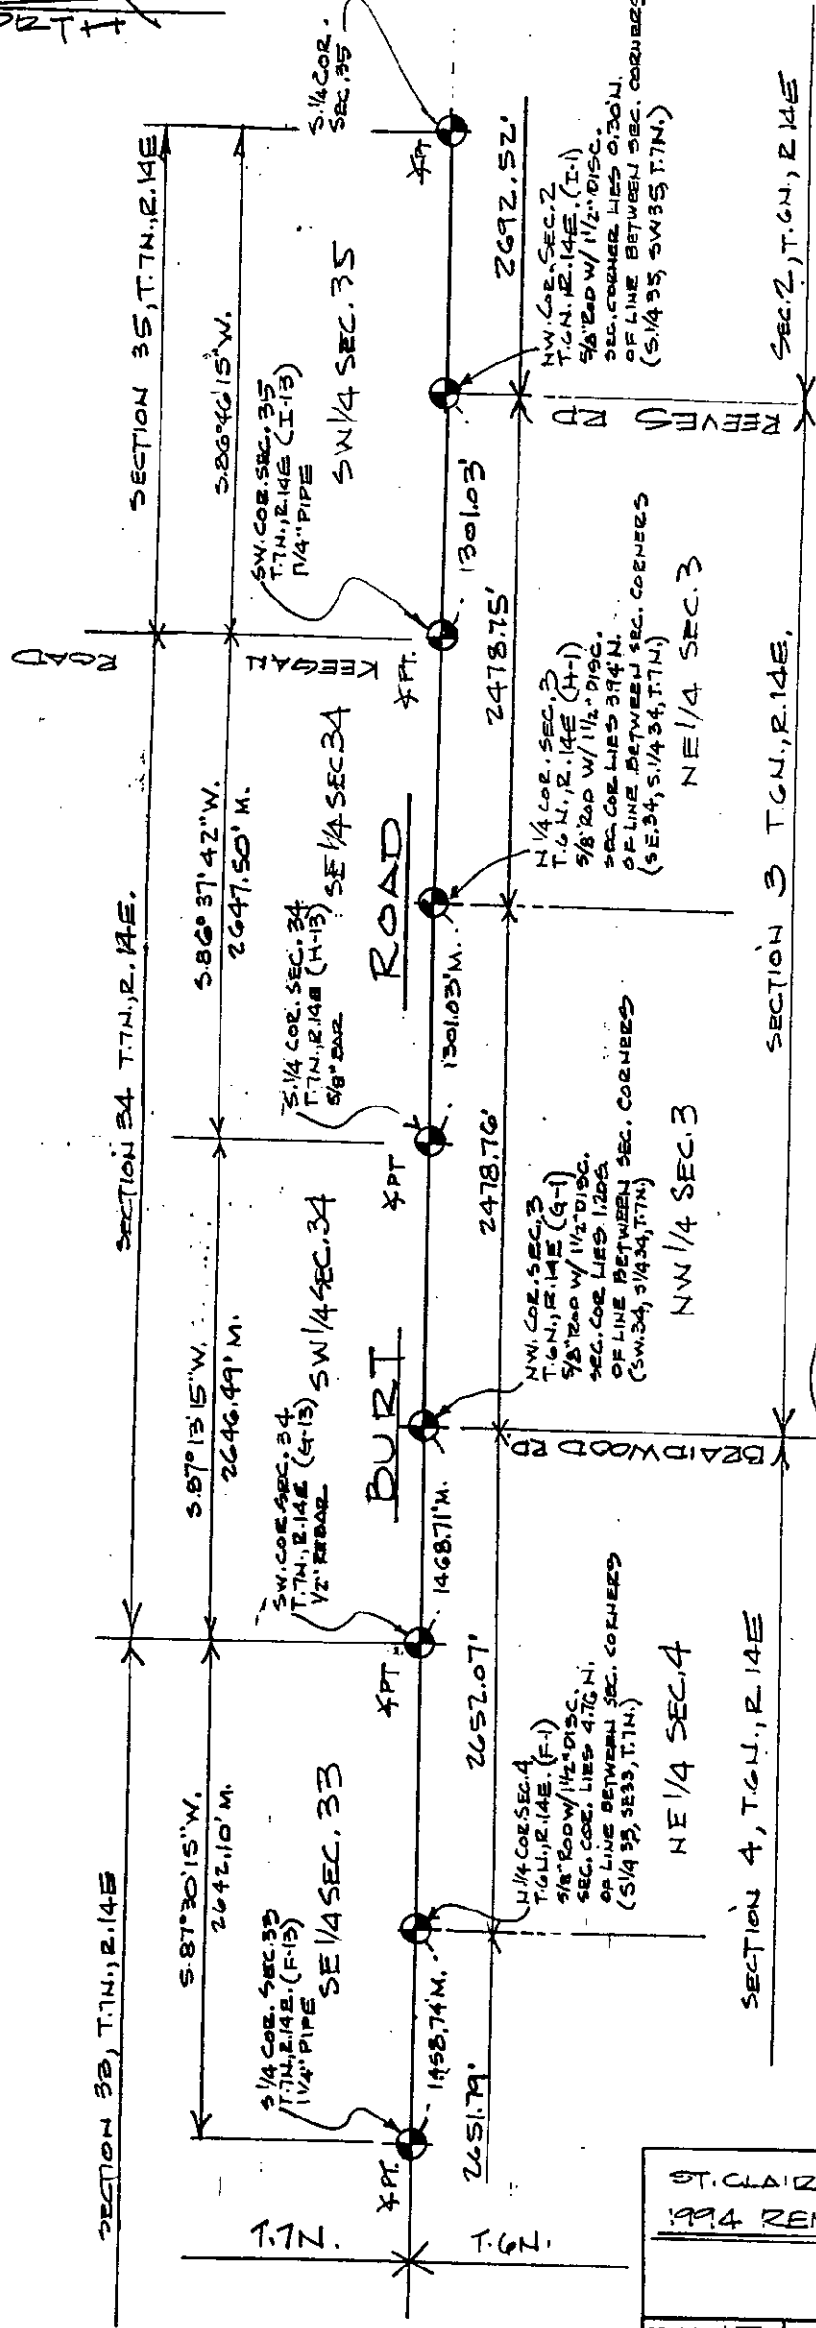 SECTION 33, T.7N., R.14E
SECTION 34 T.7N., R.14E.
SECTION 35, T.7N., R.14E
S.87°30'15"W.
2642.10' M.
S.87°13'15"W.
2646.49' M.
S.86°37'42"W.
2647.50' M.
S.86°46'15"W.
S 1/4 COR. SEC. 33
T.7N., R.14E. (F-13)
1 1/4" PIPE
SE 1/4 SEC. 33
SW. COR. SEC. 34
T.7N., R.14E (G-13)
1/2" REBAR
SW 1/4 SEC. 34
S. 1/4 COR. SEC. 34
T.7N., R.14E (H-13)
5/8" BAR
SE 1/4 SEC 34
KEEGAN
ROAD
SW. COR. SEC. 35
T.7N., R.14E (I-13)
1 1/4" PIPE
SW 1/4 SEC. 35
S. 1/4 COR.
SEC. 35
PT.
PT
PT
PT.
PT
T.7N.
T.6N.
BURT
ROAD
1458.74' M.
1468.71' M.
1301.03' M.
1301.03'
2651.79'
2652.07'
2478.76'
2478.75'
2692.52'
N 1/4 COR. SEC. 4
T.6N., R.14E. (F-1)
5/8" ROD W/ 1 1/2" DISC.
SEC. COR. LIES 4.76 N.
OF LINE BETWEEN SEC. CORNERS
(S 1/4 33, SE 33, T.7N.)
NE 1/4 SEC. 4
BRAIDWOOD RD
NW. COR. SEC. 3
T.6N., R.14E (G-1)
5/8" ROD W/ 1 1/2" DISC.
SEC. COR LIES 1.20S
OF LINE BETWEEN SEC. CORNERS
(SW.34, S 1/4 34, T.7N)
NW 1/4 SEC. 3
N 1/4 COR. SEC. 3
T.6N., R.14E (H-1)
5/8" ROD W/ 1 1/2" DISC.
SEC. COR LIES 3.94' N.
OF LINE BETWEEN SEC. CORNERS
(SE.34, S.1/4 34, T.7N.)
NE 1/4 SEC. 3
REEVES RD
NW. COR. SEC. 2
T.6N., R.14E. (I-1)
5/8" ROD W/ 1 1/2" DISC.
SEC. CORNER LIES 0.30' N.
OF LINE BETWEEN SEC. CORNERS
(S.1/4 35, SW 35, T.7N.)
SECTION 4, T.6N., R.14E
SECTION 3 T.6N., R.14E.
SEC. 2, T.6N., R.14E
ST. CLAIR
1994